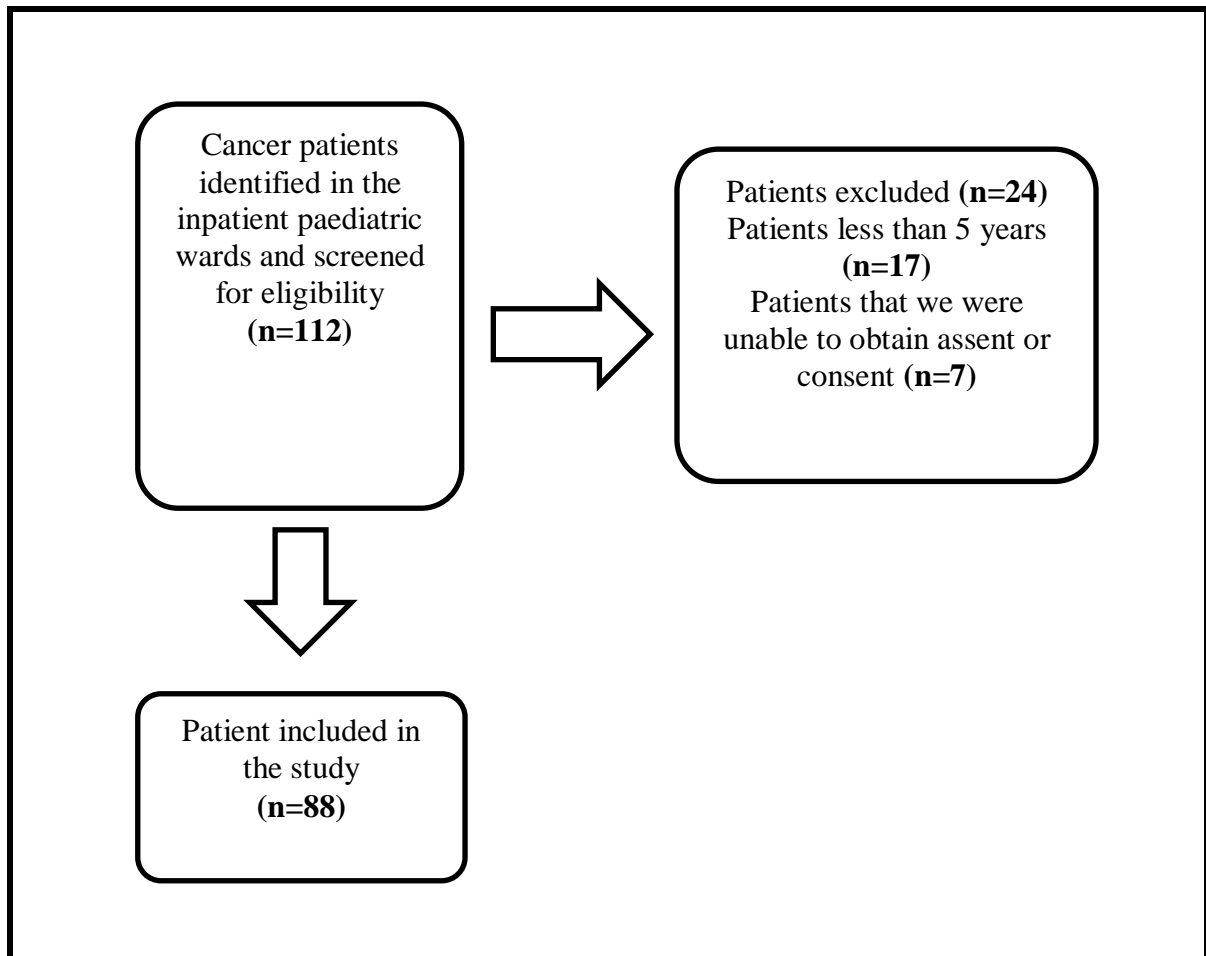 Cancer patients
identified in the
inpatient paediatric
wards and screened
for eligibility
(n=112)
Patients excluded (n=24)
Patients less than 5 years
(n=17)
Patients that we were
unable to obtain assent or
consent (n=7)
Patient included in
the study
(n=88)